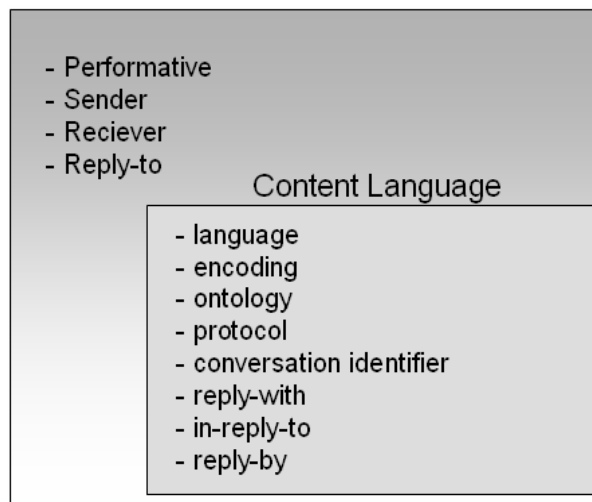 - Performative
- Sender
- Reciever
- Reply-to
Content Language
- language
- encoding
- ontology
- protocol
- conversation identifier
- reply-with
- in-reply-to
- reply-by